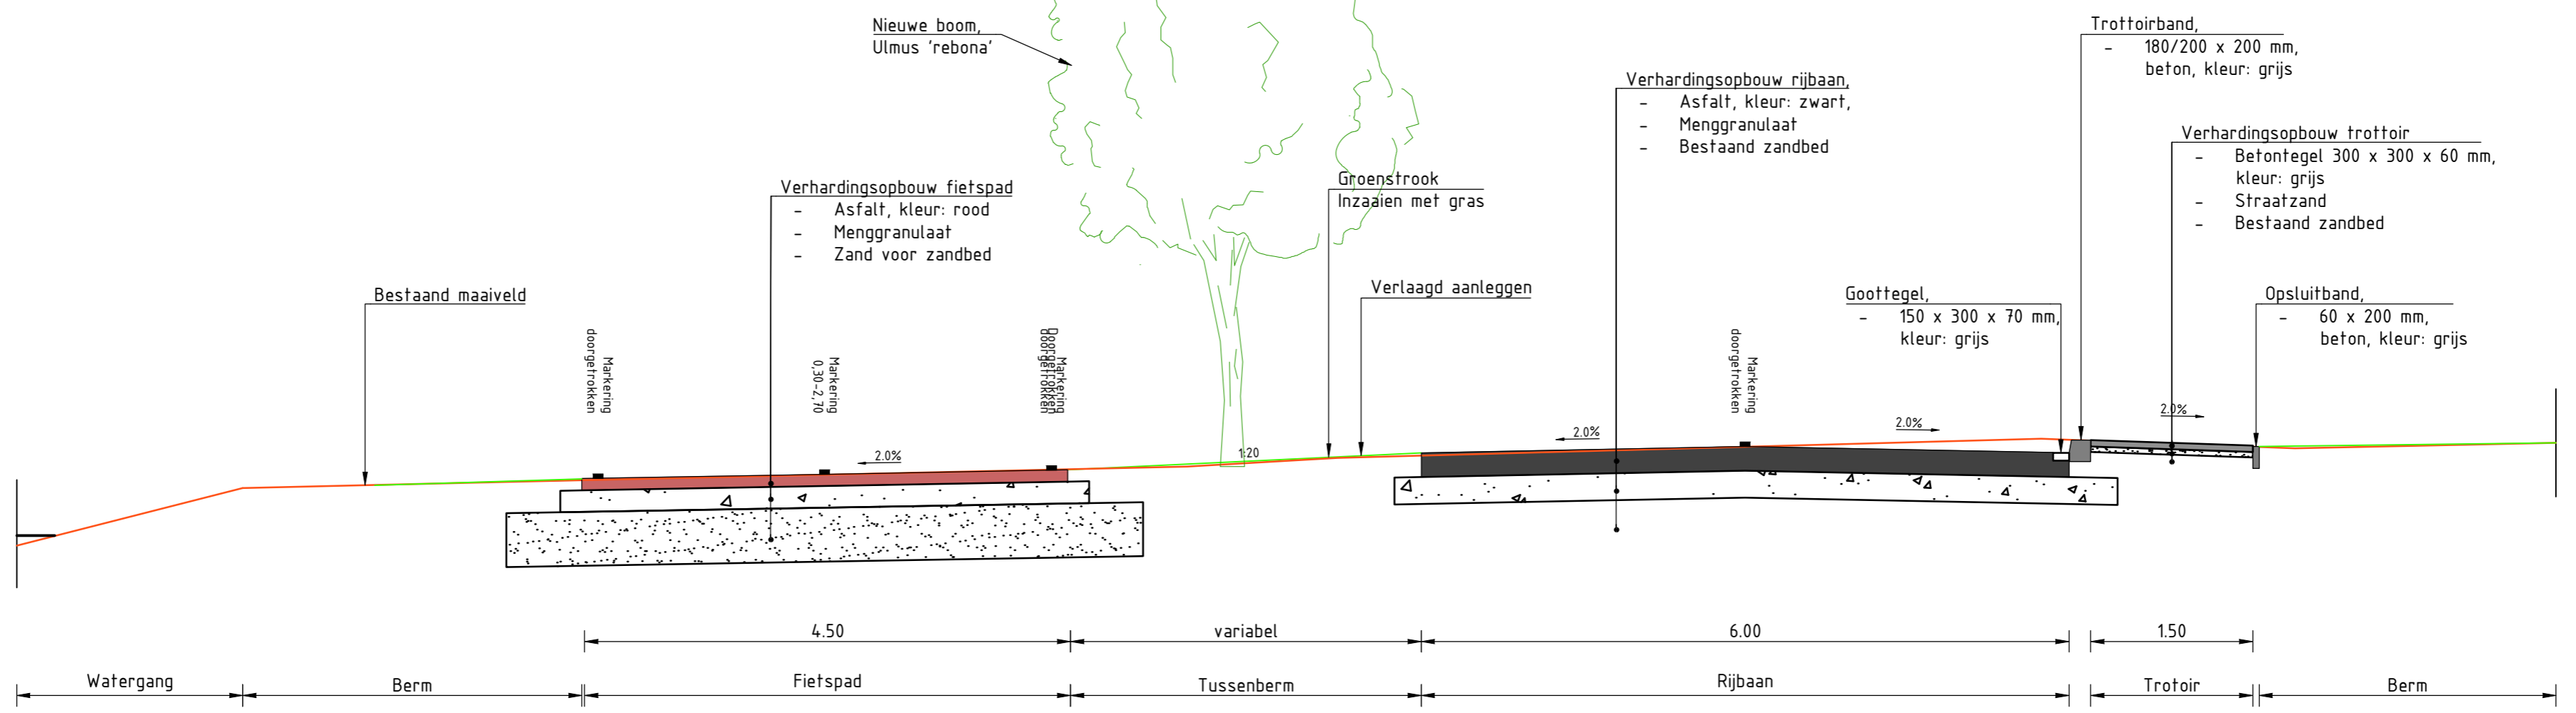 Nieuwe boom,
Ulmus 'rebona'
Trottoirband,
- 180/200 x 200 mm,
beton, kleur: grijs
Verhardingsopbouw rijbaan,
- Asfalt, kleur: zwart,
- Menggranulaat
- Bestaand zandbed
Verhardingsopbouw trottoir
- Betontegel 300 x 300 x 60 mm,
kleur: grijs
- Straatzand
- Bestaand zandbed
Verhardingsopbouw fietspad
- Asfalt, kleur: rood
- Menggranulaat
- Zand voor zandbed
Groenstrook
Inzaaien met gras
Bestaand maaiveld
Verlaagd aanleggen
Goottegel,
- 150 x 300 x 70 mm,
kleur: grijs
Opsluitband,
- 60 x 200 mm,
beton, kleur: grijs
Markering
doorgetrokken
Markering
0,30-2,70
Markering
Doorgetrokken
doorgetrokken
Markering
doorgetrokken
2.0%
1:20
2.0%
2.0%
2.0%
4.50
variabel
6.00
1.50
Watergang
Berm
Fietspad
Tussenberm
Rijbaan
Trotoir
Berm